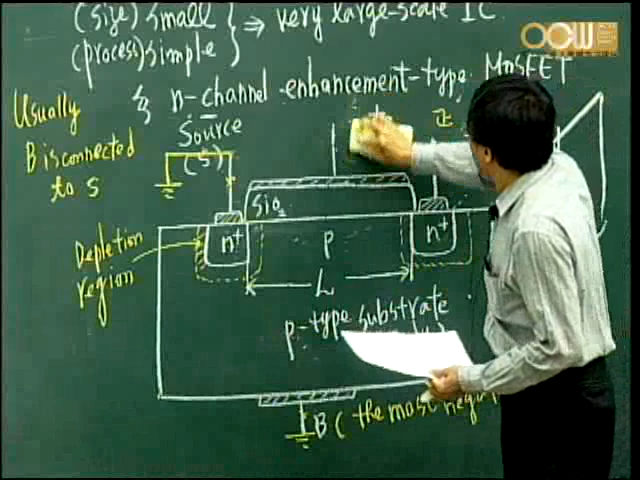 (size) small
(process) simple } ⇒ very large-scale IC
§ n-channel enhancement-type MOSFET
Usually
B is connected
to S
Source
(S)
SiO₂
n+
P
n+
Depletion
region
L
p-type substrate
B ( the most
OCW